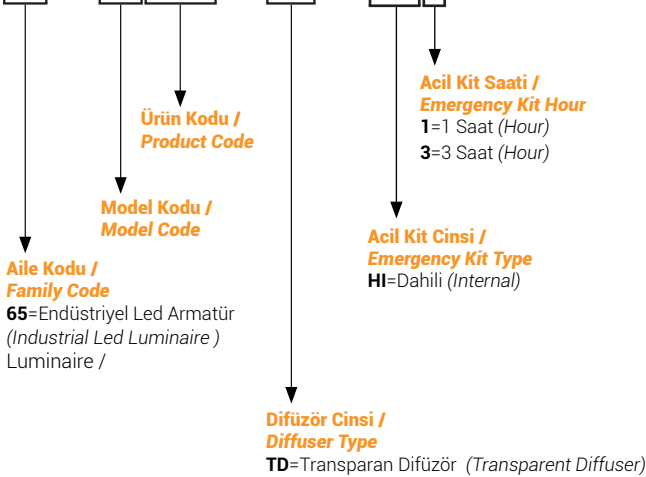 Acil Kit Saati /
Emergency Kit Hour
1=1 Saat (Hour)
3=3 Saat (Hour)
Ürün Kodu /
Product Code
Model Kodu /
Model Code
Acil Kit Cinsi /
Emergency Kit Type
HI=Dahili (Internal)
Aile Kodu /
Family Code
65=Endüstriyel Led Armatür
(Industrial Led Luminaire )
Luminaire /
Difüzör Cinsi /
Diffuser Type
TD=Transparan Difüzör (Transparent Diffuser)